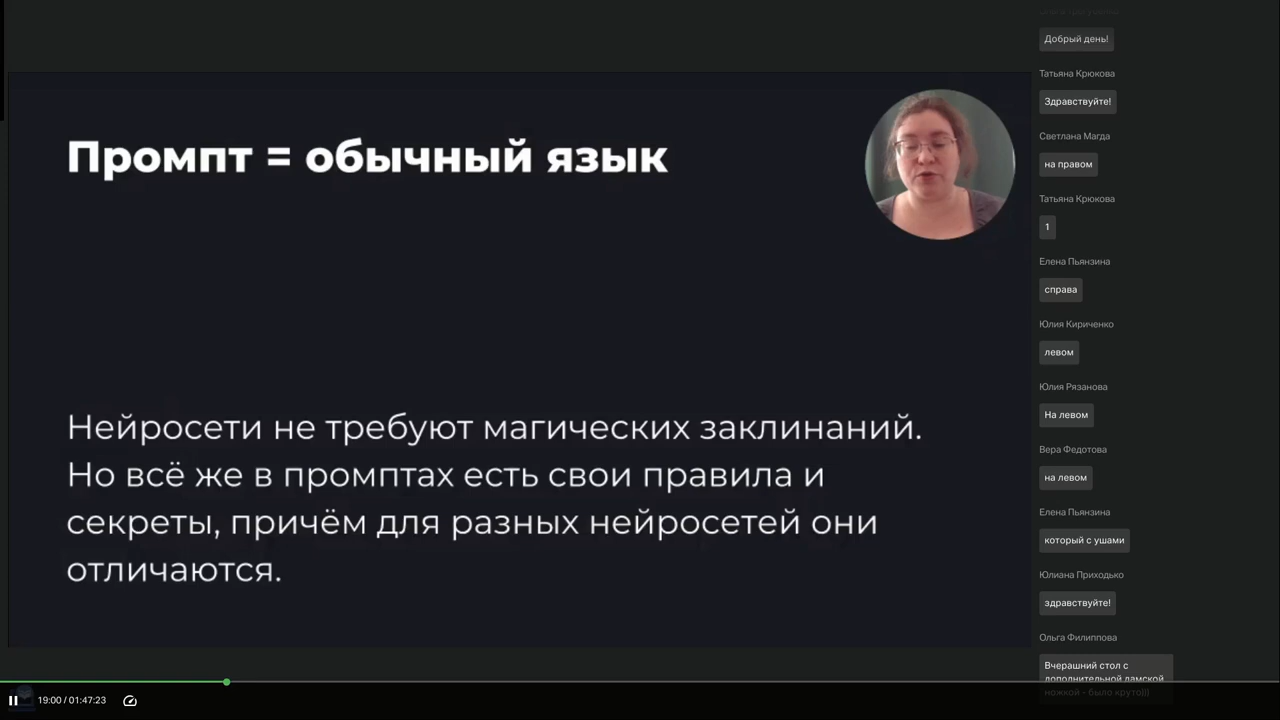 Промпт = обычный язык
Нейросети не требуют магических заклинаний.
Но всё же в промптах есть свои правила и
секреты, причём для разных нейросетей они
отличаются.
Добрый день!
Татьяна Крюкова
Здравствуйте!
Светлана Магда
на правом
Татьяна Крюкова
1
Елена Пьянзина
справа
Юлия Кириченко
левом
Юлия Рязанова
На левом
Вера Федотова
на левом
Елена Пьянзина
который с ушами
Юлиана Приходько
здравствуйте!
Ольга Филиппова
Вчерашний стол с
дополнительной дамской
ножкой - было круто)))
19:00 / 01:47:23